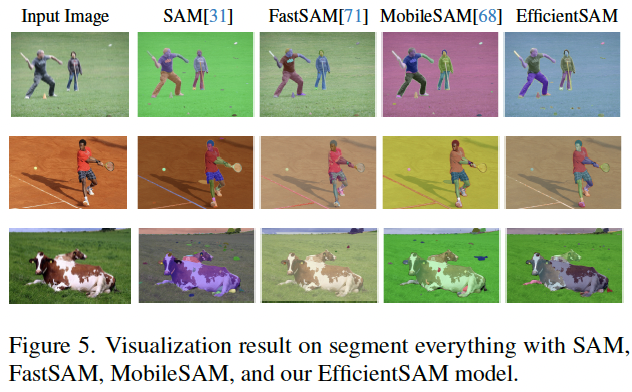 Input Image SAM[31] FastSAM[71] MobileSAM[68] EfficientSAM
Figure 5. Visualization result on segment everything with SAM,
FastSAM, MobileSAM, and our EfficientSAM model.